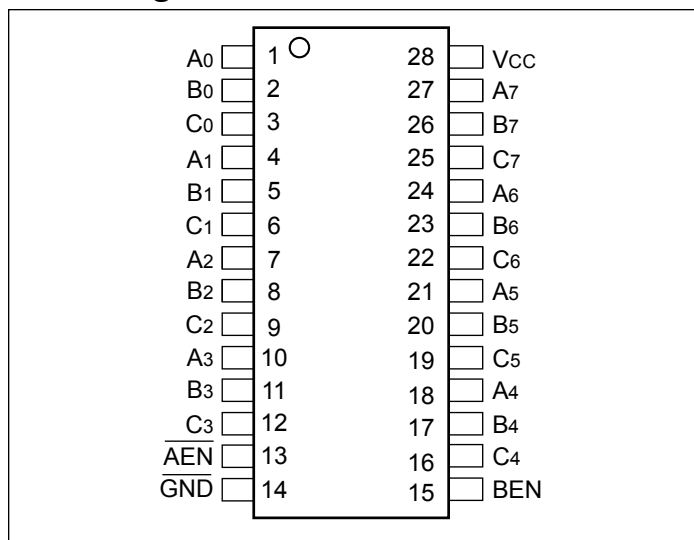 A0 1 28 VCC
B0 2 27 A7
C0 3 26 B7
A1 4 25 C7
B1 5 24 A6
C1 6 23 B6
A2 7 22 C6
B2 8 21 A5
C2 9 20 B5
A3 10 19 C5
B3 11 18 A4
C3 12 17 B4
A̅E̅N̅ 13 16 C4
G̅N̅D̅ 14 15 BEN